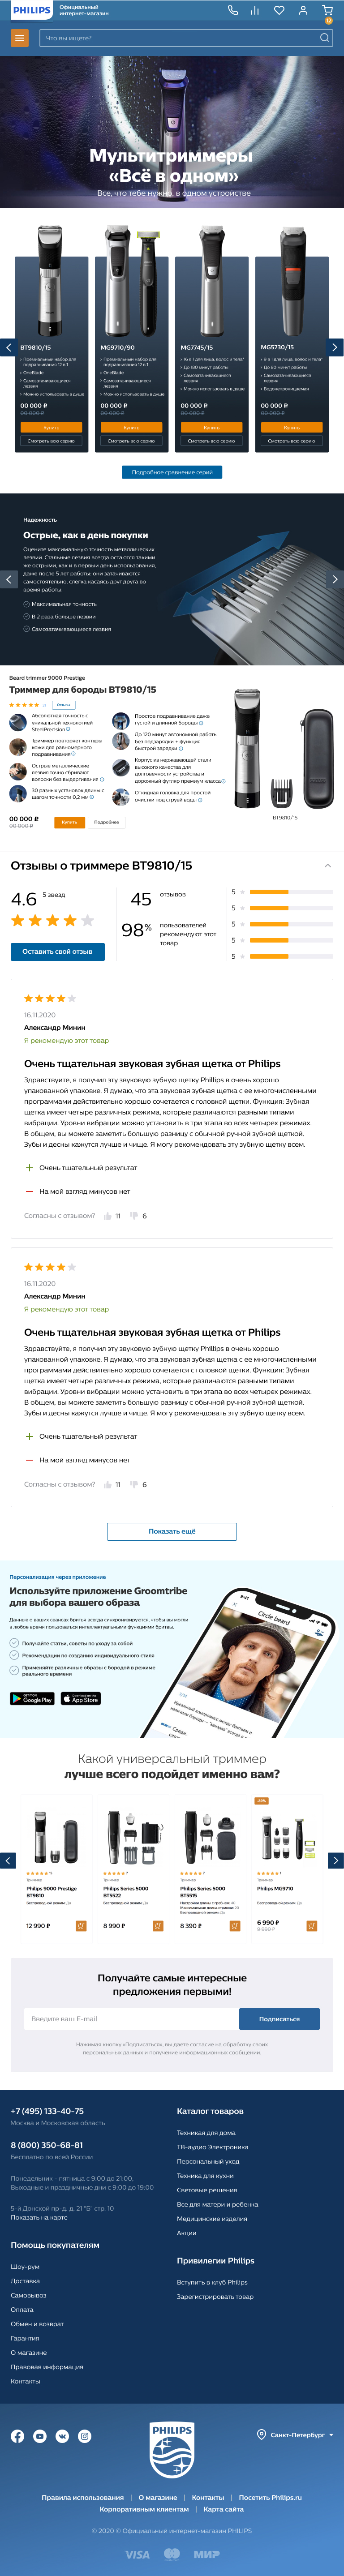 PHILIPS
Официальный
интернет-магазин
12
Что вы ищете?
Мультитриммеры
«Всё в одном»
Все, что тебе нужно, в одном устройстве
BT9810/15
Премиальный набор для
подравнивания 12 в 1
OneBlade
Самозатачивающиеся
лезвия
Можно использовать в душе
00 000 ₽
00 000 ₽
Купить
Смотреть всю серию
MG9710/90
Премиальный набор для
подравнивания 12 в 1
OneBlade
Самозатачивающиеся
лезвия
Можно использовать в душе
00 000 ₽
00 000 ₽
Купить
Смотреть всю серию
MG7745/15
16 в 1 для лица, волос и тела"
До 180 минут работы
Самозатачивающиеся
лезвия
Можно использовать в душе
00 000 ₽
00 000 ₽
Купить
Смотреть всю серию
MG5730/15
9 в 1 для лица, волос и тела"
До 80 минут работы
Самозатачивающиеся
лезвия
Водонепроницаемая
00 000 ₽
00 000 ₽
Купить
Смотреть всю серию
Подробное сравнение серий
Надежность
Острые, как в день покупки
Оцените максимальную точность металлических
лезвий. Стальные лезвия всегда остаются такими
же острыми, как и в первый день использования,
даже после 5 лет работы: они затачиваются
самостоятельно, слегка касаясь друг друга во
время работы.
Максимальная точность
В 2 раза больше лезвий
Самозатачивающиеся лезвия
Beard trimmer 9000 Prestige
Триммер для бороды BT9810/15
Отзывы
Абсолютная точность с
уникальной технологией
SteelPrecision
Триммер повторяет контуры
кожи для равномерного
подравнивания
Острые металлические
лезвия точно сбривают
волоски без выдергивания
30 разных установок длины с
шагом точности 0,2 мм
Простое подравнивание даже
густой и длинной бороды
До 120 минут автономной работы
без подзарядки + функция
быстрой зарядки
Корпус из нержавеющей стали
высокого качества для
долговечности устройства и
дорожный футляр премиум класса
Откидная головка для простой
очистки под струей воды
00 000 ₽
00 000 ₽
Купить
Подробнее
BT9810/15
Отзывы о триммере BT9810/15
4.6
5 звезд
Оставить свой отзыв
45
отзывов
98%
пользователей
рекомендуют этот
товар
5
5
5
5
5
16.11.2020
Александр Минин
Я рекомендую этот товар
Очень тщательная звуковая зубная щетка от Philips
Здравствуйте, я получил эту звуковую зубную щетку Phillips в очень хорошо
упакованной упаковке. Я думаю, что эта звуковая зубная щетка с ее многочисленными
программами действительно хорошо сочетается с головкой щетки. Функция: Зубная
щетка имеет четыре различных режима, которые различаются разными типами
вибрации. Уровни вибрации можно установить в три этапа во всех четырех режимах.
В общем, вы можете заметить большую разницу с обычной ручной зубной щеткой.
Зубы и десны кажутся лучше и чище. Я могу рекомендовать эту зубную щетку всем.
Очень тщательный результат
На мой взгляд минусов нет
Согласны с отзывом?
11
6
16.11.2020
Александр Минин
Я рекомендую этот товар
Очень тщательная звуковая зубная щетка от Philips
Здравствуйте, я получил эту звуковую зубную щетку Phillips в очень хорошо
упакованной упаковке. Я думаю, что эта звуковая зубная щетка с ее многочисленными
программами действительно хорошо сочетается с головкой щетки. Функция: Зубная
щетка имеет четыре различных режима, которые различаются разными типами
вибрации. Уровни вибрации можно установить в три этапа во всех четырех режимах.
В общем, вы можете заметить большую разницу с обычной ручной зубной щеткой.
Зубы и десны кажутся лучше и чище. Я могу рекомендовать эту зубную щетку всем.
Очень тщательный результат
На мой взгляд минусов нет
Согласны с отзывом?
11
6
Показать ещё
Персонализация через приложение
Используйте приложение Groomtribe
для выбора вашего образа
Данные о ваших сеансах бритья всегда синхронизируются, чтобы вы могли
в любое время пользоваться интеллектуальными функциями бритвы.
Получайте статьи, советы по уходу за собой
Рекомендации по созданию индивидуального стиля
Применяйте различные образы с бородой в режиме
реального времени
Google Play
App Store
8:41
Circle beard
Какой универсальный триммер
лучше всего подойдет именно вам?
Триммер
Philips 9000 Prestige
BT9810
12 990 ₽
Триммер
Philips Series 5000
BT5522
8 990 ₽
Триммер
Philips Series 5000
BT5515
8 390 ₽
Триммер
Philips MG9710
6 990 ₽
Получайте самые интересные
предложения первыми!
Введите ваш E-mail
Подписаться
Нажимая кнопку «Подписаться», вы даете согласие на обработку своих
персональных данных и получение информационных сообщений.
+7 (495) 133-40-75
Москва и Московская область
8 (800) 350-68-81
Бесплатно по всей России
Понедельник - пятница с 9:00 до 21:00,
Выходные и праздничные дни с 9:00 до 19:00
5-й Донской пр-д, д. 21 "Б" стр. 10
Показать на карте
Помощь покупателям
Шоу-рум
Доставка
Самовывоз
Оплата
Обмен и возврат
Гарантия
О магазине
Правовая информация
Контакты
Каталог товаров
Техникая для дома
ТВ-аудио Электроника
Персональный уход
Техника для кухни
Световые решения
Все для матери и ребенка
Медицинские изделия
Акции
Привилегии Philips
Вступить в клуб Philips
Зарегистрировать товар
PHILIPS
Санкт-Петербург
Правила использования | О магазине | Контакты | Посетить Philips.ru
Корпоративным клиентам | Карта сайта
© 2020 © Официальный интернет-магазин PHILIPS
VISA
МИР